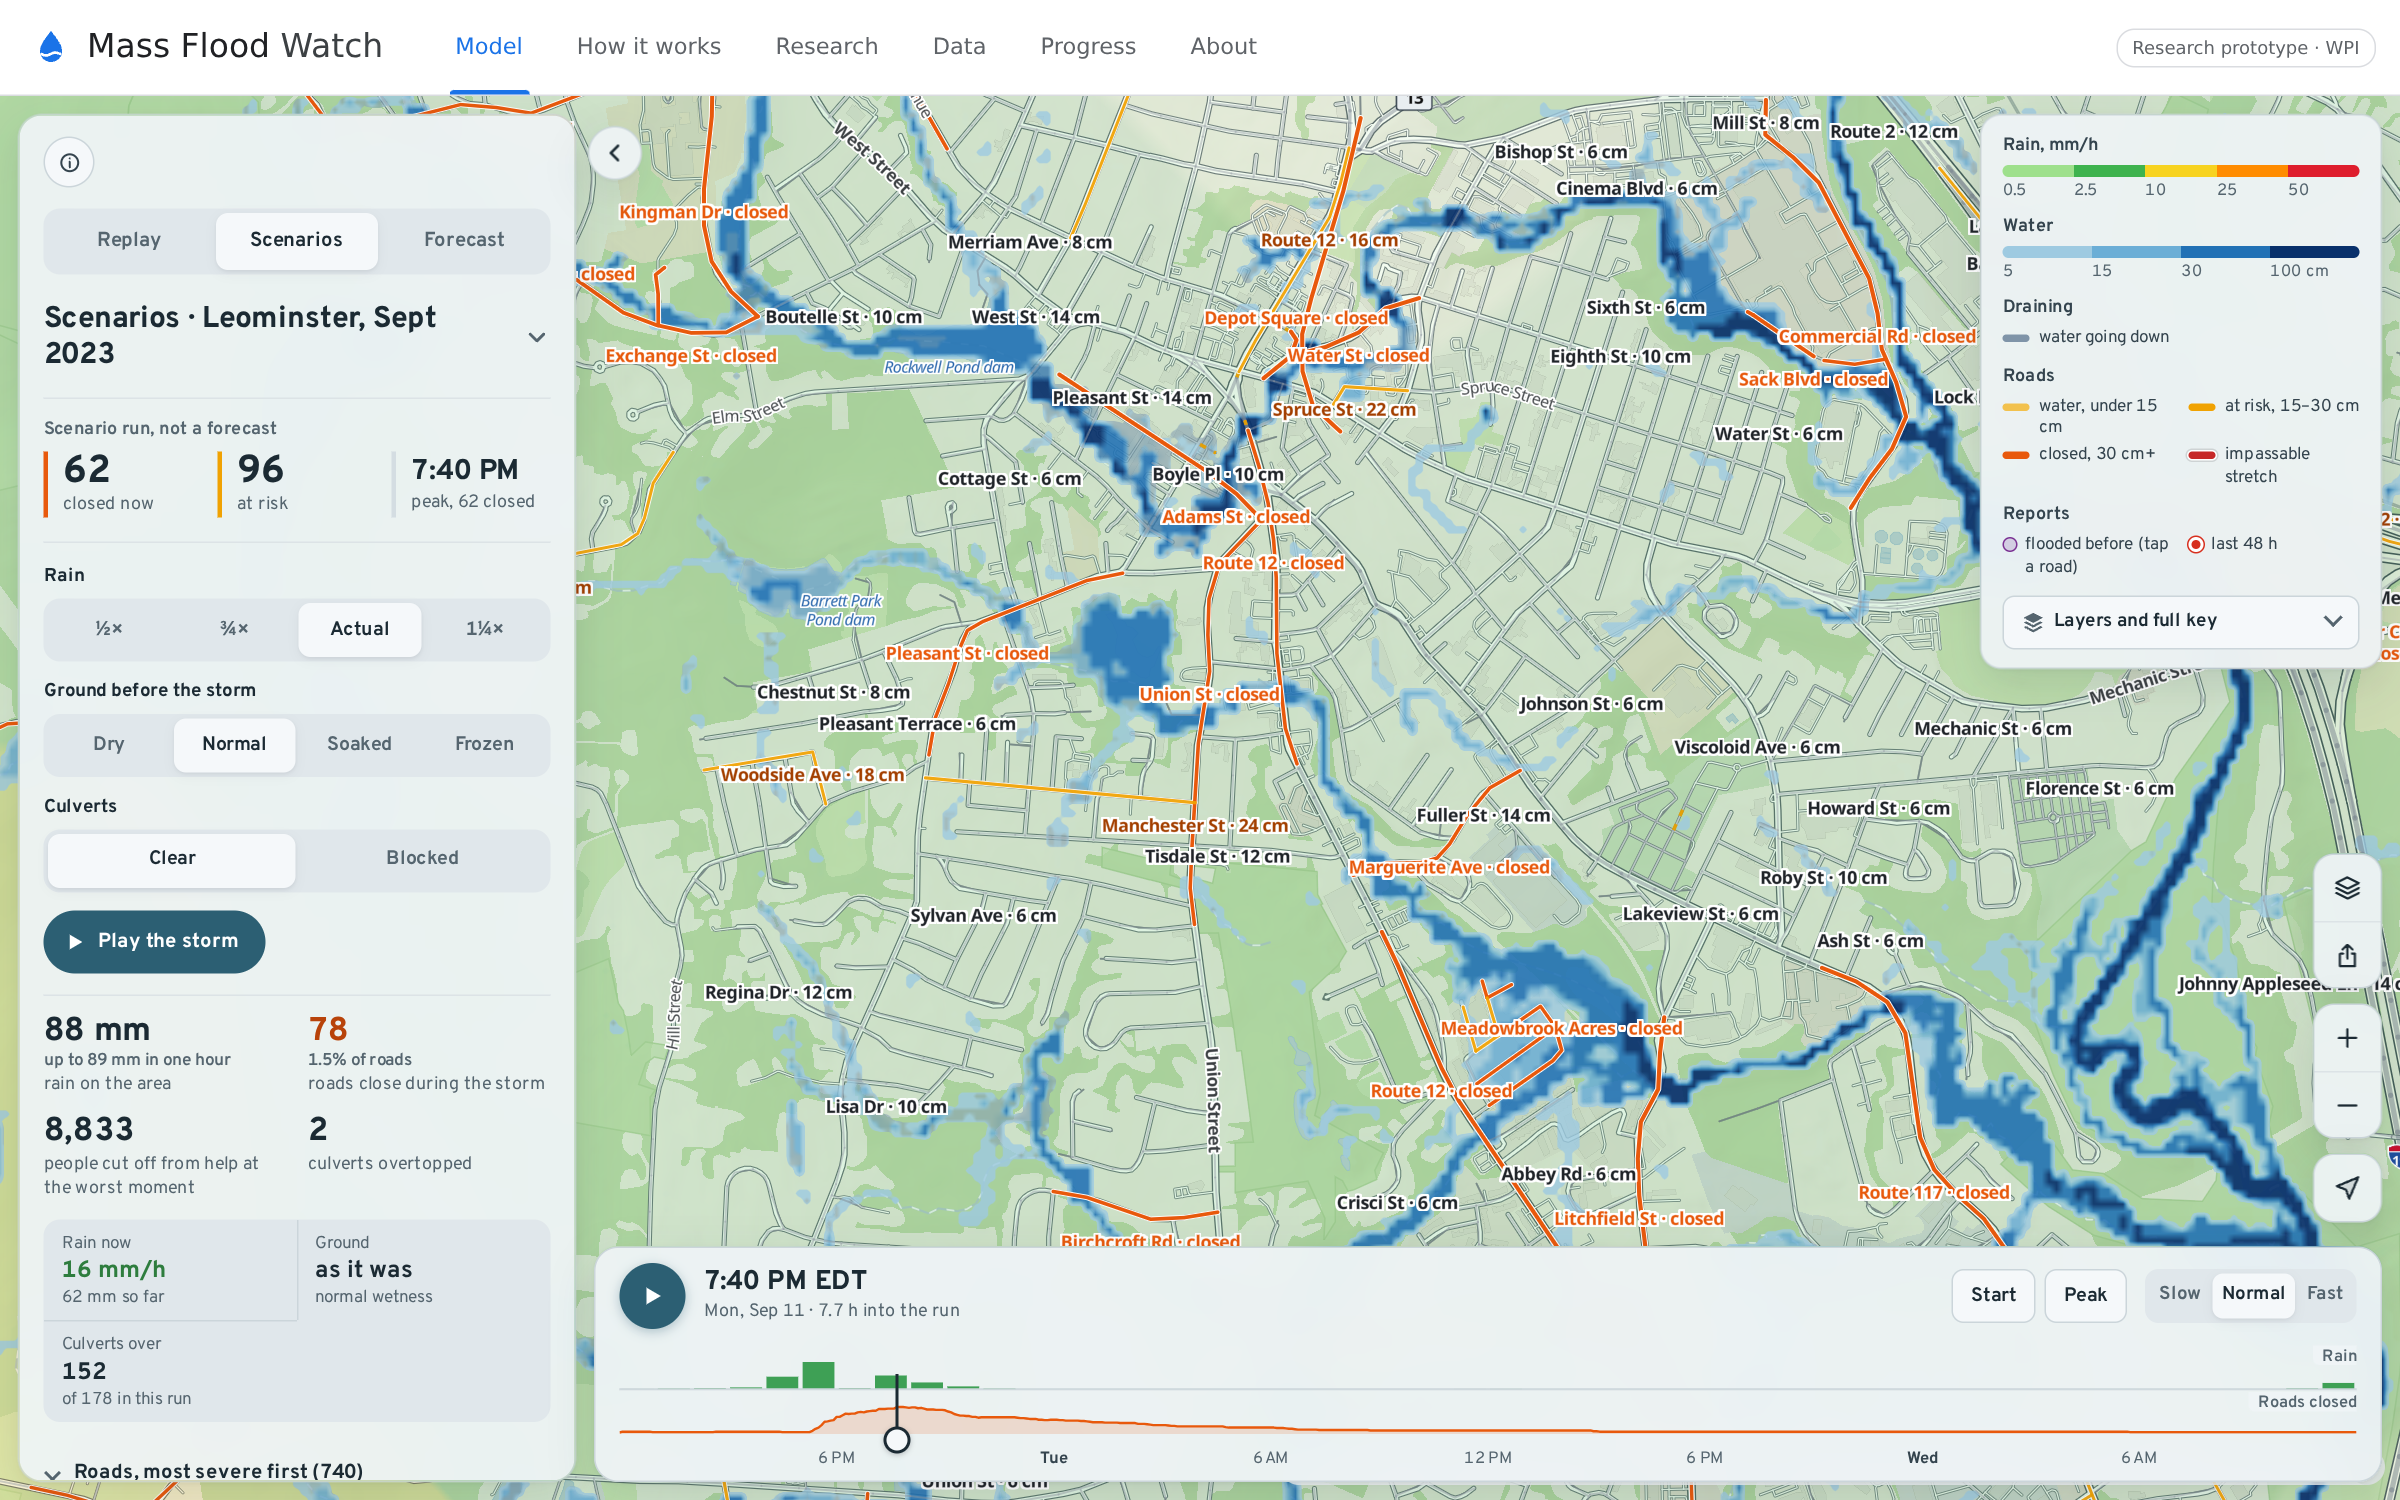 Mass Flood Watch
Model
How it works
Research
Data
Progress
About
Research prototype · WPI
Replay
Scenarios
Forecast
Scenarios · Leominster, Sept
2023
Scenario run, not a forecast
62
closed now
96
at risk
7:40 PM
peak, 62 closed
Rain
½×
¾×
Actual
1¼×
Ground before the storm
Dry
Normal
Soaked
Frozen
Culverts
Clear
Blocked
Play the storm
88 mm
up to 89 mm in one hour
rain on the area
78
1.5% of roads
roads close during the storm
8,833
people cut off from help at
the worst moment
2
culverts overtopped
Rain now
16 mm/h
62 mm so far
Ground
as it was
normal wetness
Culverts over
152
of 178 in this run
Roads, most severe first (740)
13
West Street
Mill St · 8 cm
Route 2 · 12 cm
Bishop St · 6 cm
Cinema Blvd · 6 cm
Kingman Dr · closed
Merriam Ave · 8 cm
Route 12 · 16 cm
closed
Boutelle St · 10 cm
West St · 14 cm
Depot Square · closed
Sixth St · 6 cm
Commercial Rd · closed
Exchange St · closed
Rockwell Pond dam
Water St · closed
Eighth St · 10 cm
Sack Blvd · closed
Elm Street
Pleasant St · 14 cm
Spruce St · 22 cm
Spruce Street
Lock
Water St · 6 cm
Cottage St · 6 cm
Boyle Pl · 10 cm
Adams St · closed
Route 12 · closed
Barrett Park
Pond dam
Pleasant St · closed
Chestnut St · 8 cm
Union St · closed
Johnson St · 6 cm
Mechanic St · 6 cm
Pleasant Terrace · 6 cm
Viscoloid Ave · 6 cm
Woodside Ave · 18 cm
Florence St · 6 cm
Howard St · 6 cm
Fuller St · 14 cm
Manchester St · 24 cm
Tisdale St · 12 cm
Marguerite Ave · closed
Roby St · 10 cm
Sylvan Ave · 6 cm
Lakeview St · 6 cm
Ash St · 6 cm
Hill Street
Regina Dr · 12 cm
Johnny Appleseed
Meadowbrook Acres · closed
Union Street
Route 12 · closed
Lisa Dr · 10 cm
Abbey Rd · 6 cm
Crisci St · 6 cm
Route 117 · closed
Litchfield St · closed
Birchcroft Rd · closed
Union St · 6 cm
Rain, mm/h
0.5
2.5
10
25
50
Water
5
15
30
100 cm
Draining
water going down
Roads
water, under 15
cm
at risk, 15–30 cm
closed, 30 cm+
impassable
stretch
Reports
flooded before (tap
a road)
last 48 h
Layers and full key
7:40 PM EDT
Mon, Sep 11 · 7.7 h into the run
Start
Peak
Slow
Normal
Fast
Rain
Roads closed
6 PM
Tue
6 AM
12 PM
6 PM
Wed
6 AM